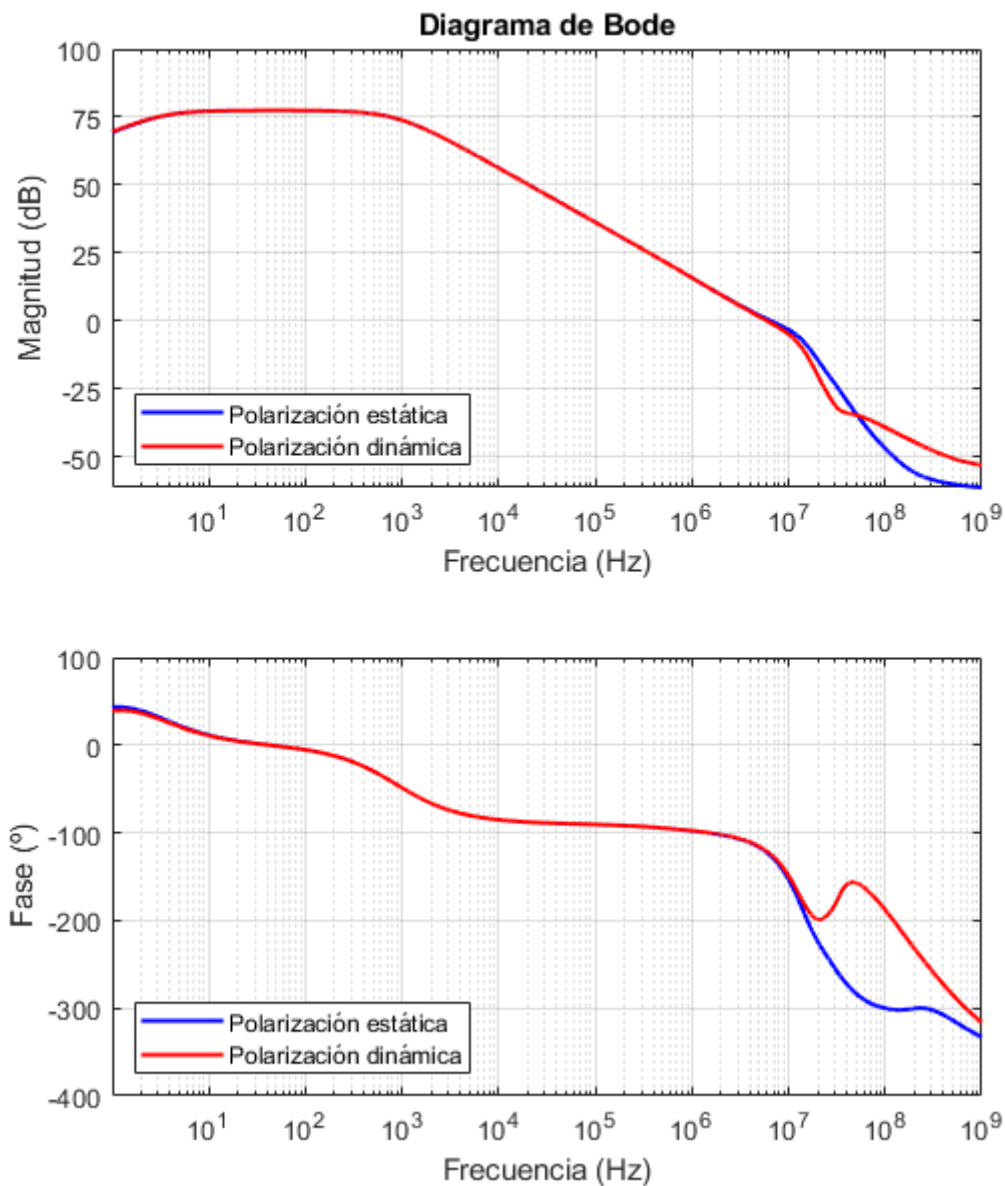 Diagrama de Bode
100
75
50
25
0
-25
-50
Magnitud (dB)
Polarización estática
Polarización dinámica
10^1 10^2 10^3 10^4 10^5 10^6 10^7 10^8 10^9
Frecuencia (Hz)
100
0
-100
-200
-300
-400
Fase (º)
Polarización estática
Polarización dinámica
10^1 10^2 10^3 10^4 10^5 10^6 10^7 10^8 10^9
Frecuencia (Hz)